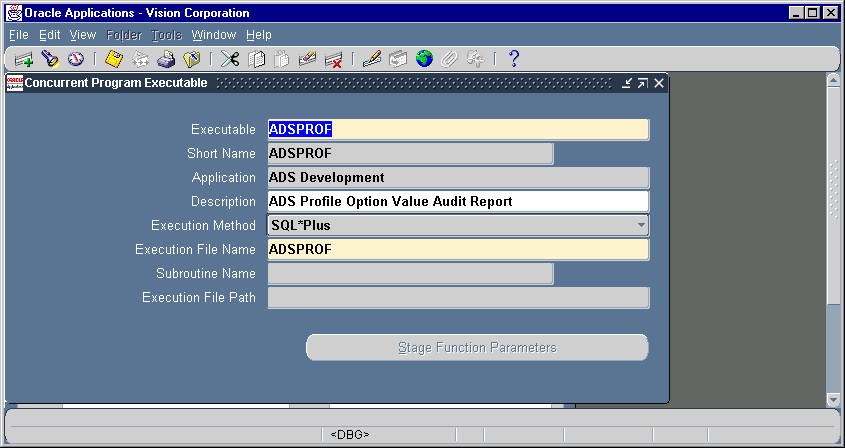 Oracle Applications - Vision Corporation
File Edit View Folder Tools Window Help
ORACLE
Concurrent Program Executable
Executable ADSPROF
Short Name ADSPROF
Application ADS Development
Description ADS Profile Option Value Audit Report
Execution Method SQL*Plus
Execution File Name ADSPROF
Subroutine Name
Execution File Path
Stage Function Parameters
<DBG>